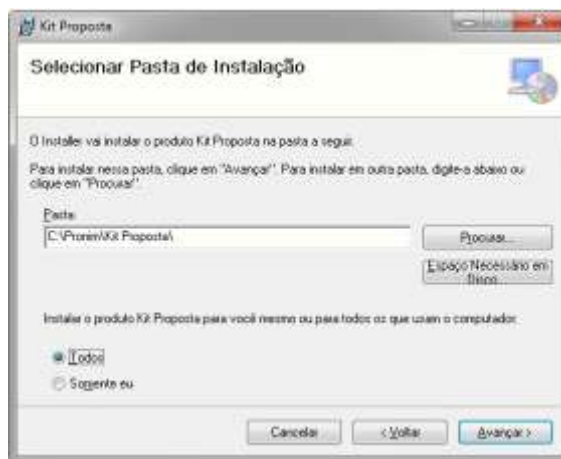 Kit Proposta
Selecionar Pasta de Instalação
O Installer vai instalar o produto Kit Proposta na pasta a seguir.
Para instalar nessa pasta, clique em "Avançar". Para instalar em outra pasta, digite-a abaixo ou
clique em "Procurar".
Pasta:
C:\Pronim\Kit Proposta\
Procurar...
Espaço Necessário em
Disco...
Instalar o produto Kit Proposta para você mesmo ou para todos os que usam o computador:
Todos
Somente eu
Cancelar
< Voltar
Avançar >